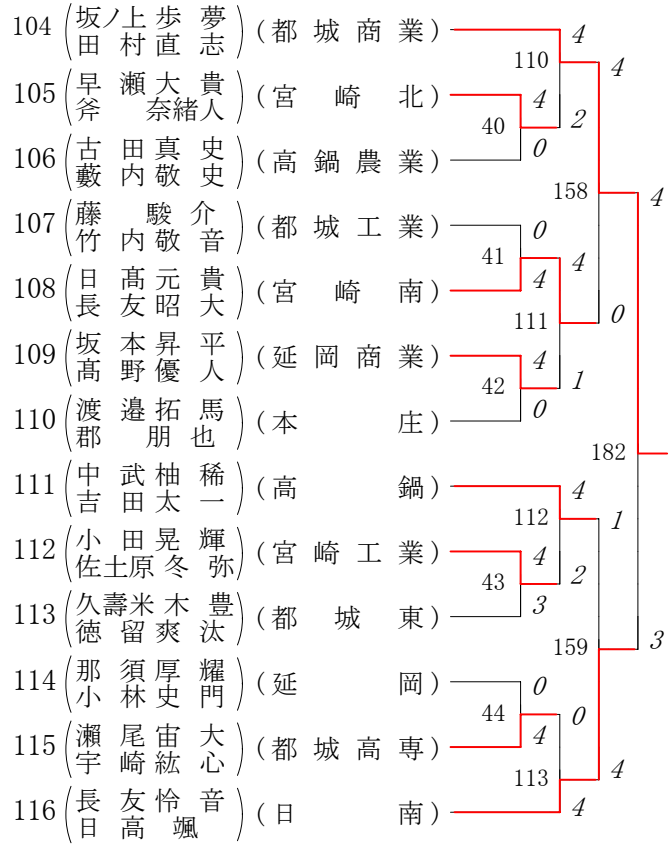 104 (坂ノ上歩夢 田村直志) (都城商業) 4
110 4
105 (早瀬大貴 斧奈緒人) (宮崎北) 4 2
40 0
106 (古田真史 藪内敬史) (高鍋農業)
158 4
107 (藤駿介 竹内敬音) (都城工業) 0
41 4 4
108 (日髙元貴 長友昭大) (宮崎南)
111 0
109 (坂本昇平 髙野優人) (延岡商業) 4 1
42 0
110 (渡邉拓馬 郡朋也) (本庄)
182
111 (中武柚稀 吉田太一) (高鍋) 4
112 1
112 (小田晃輝 佐土原冬弥) (宮崎工業) 4 2
43 3
113 (久壽米木豊 徳留爽汰) (都城東)
159 3
114 (那須厚耀 小林史門) (延岡) 0
44 4 0
115 (瀬尾宙大 宇崎紘心) (都城高専)
113 4
116 (長友怜音 日高颯) (日南) 4